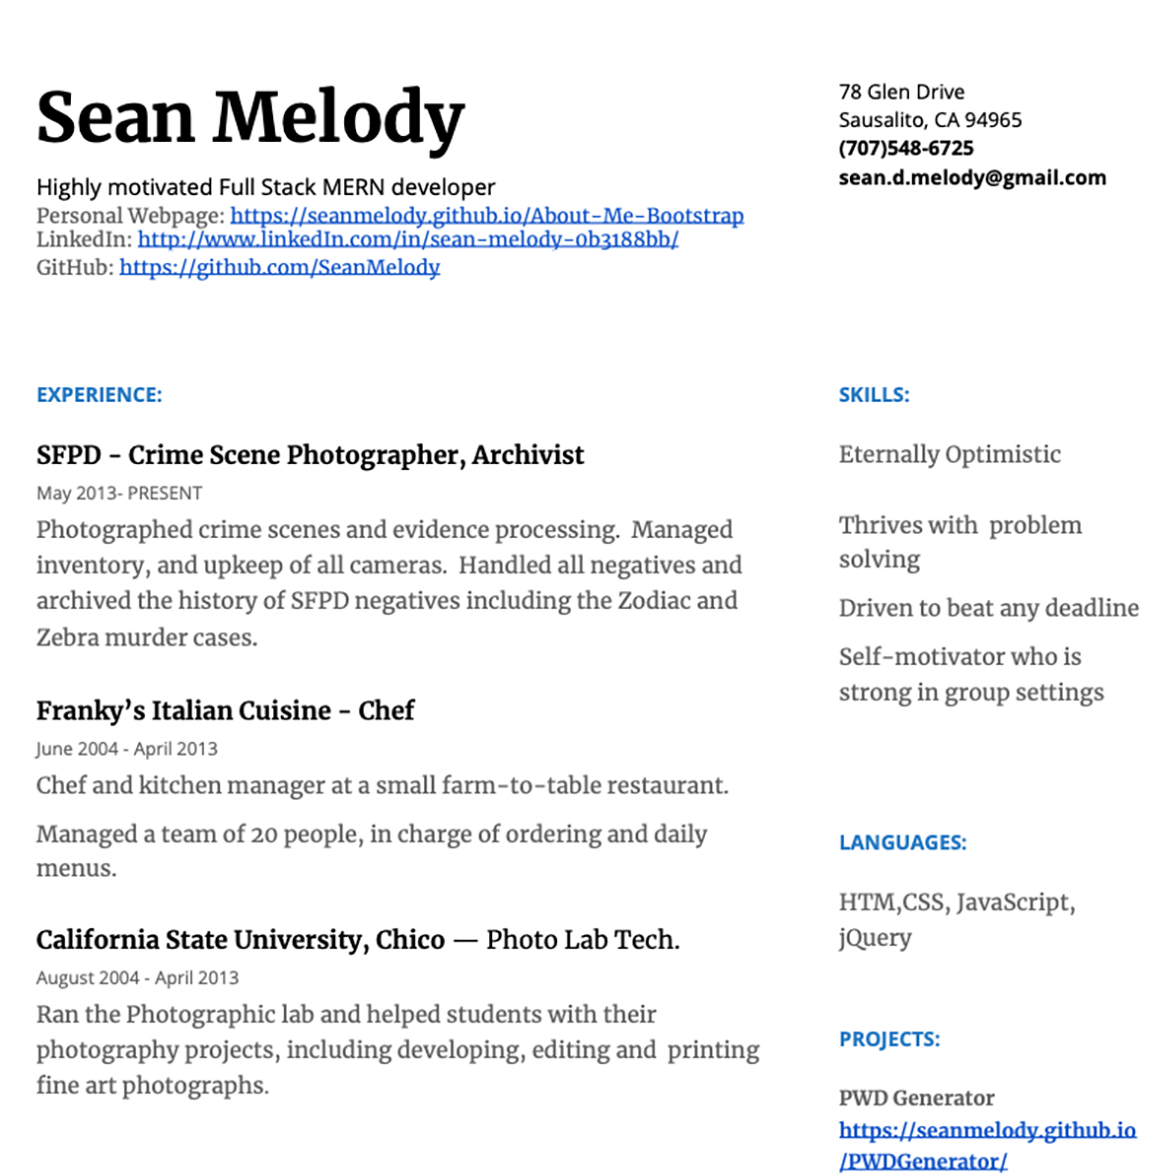 Sean Melody
Highly motivated Full Stack MERN developer
Personal Webpage: https://seanmelody.github.io/About-Me-Bootstrap
LinkedIn: http://www.linkedIn.com/in/sean-melody-0b3188bb/
GitHub: https://github.com/SeanMelody
78 Glen Drive
Sausalito, CA 94965
(707)548-6725
sean.d.melody@gmail.com
EXPERIENCE:
SFPD - Crime Scene Photographer, Archivist
May 2013- PRESENT
Photographed crime scenes and evidence processing.  Managed
inventory, and upkeep of all cameras.  Handled all negatives and
archived the history of SFPD negatives including the Zodiac and
Zebra murder cases.
Franky’s Italian Cuisine - Chef
June 2004 - April 2013
Chef and kitchen manager at a small farm-to-table restaurant.
Managed a team of 20 people, in charge of ordering and daily
menus.
California State University, Chico — Photo Lab Tech.
August 2004 - April 2013
Ran the Photographic lab and helped students with their
photography projects, including developing, editing and  printing
fine art photographs.
SKILLS:
Eternally Optimistic
Thrives with  problem
solving
Driven to beat any deadline
Self-motivator who is
strong in group settings
LANGUAGES:
HTM,CSS, JavaScript,
jQuery
PROJECTS:
PWD Generator
https://seanmelody.github.io
/PWDGenerator/